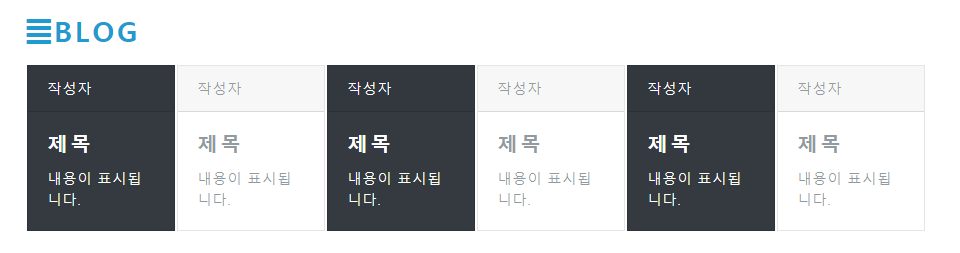 BLOG
작성자 작성자 작성자 작성자 작성자 작성자
제목 제목 제목 제목 제목 제목
내용이 표시됩 내용이 표시됩 내용이 표시됩 내용이 표시됩 내용이 표시됩 내용이 표시됩
니다. 니다. 니다. 니다. 니다. 니다.